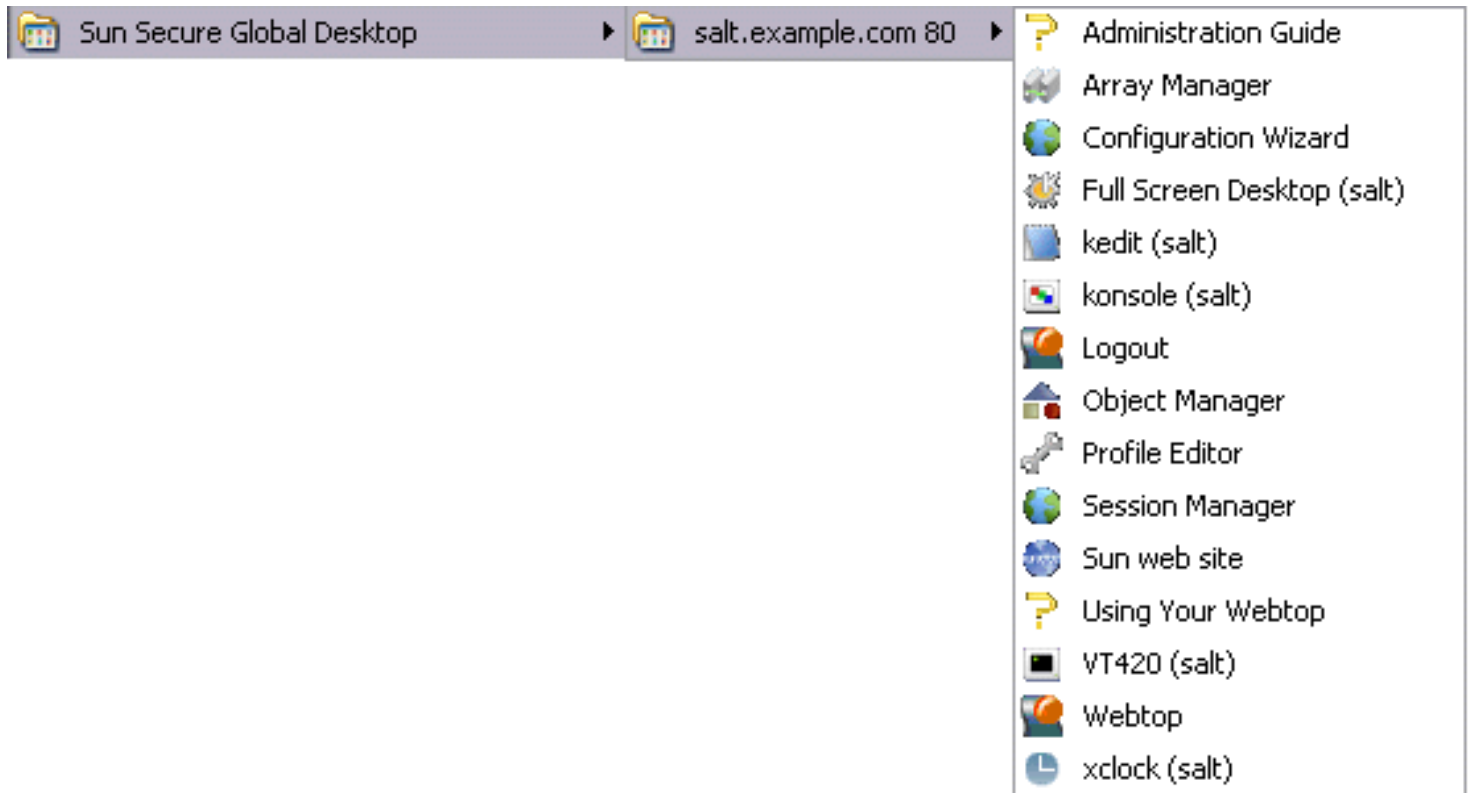 Sun Secure Global Desktop
salt.example.com 80
Administration Guide
Array Manager
Configuration Wizard
Full Screen Desktop (salt)
kedit (salt)
konsole (salt)
Logout
Object Manager
Profile Editor
Session Manager
Sun web site
Using Your Webtop
VT420 (salt)
Webtop
xclock (salt)